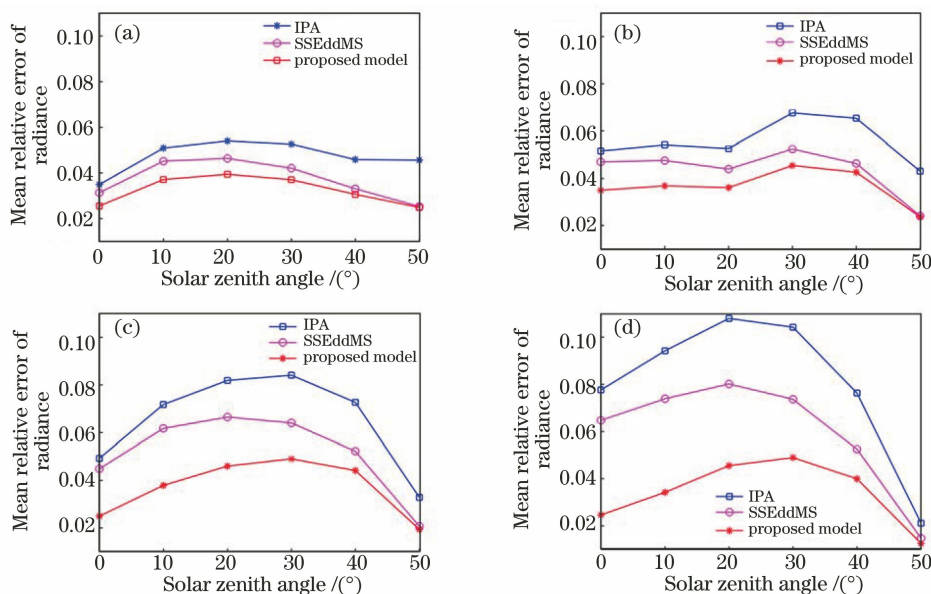 (a)
IPA
SSEddMS
proposed model
0.10
0.08
0.06
0.04
0.02
0 10 20 30 40 50
Mean relative error of
radiance
Solar zenith angle /(°)
(b)
IPA
SSEddMS
proposed model
0.10
0.08
0.06
0.04
0.02
0 10 20 30 40 50
Mean relative error of
radiance
Solar zenith angle /(°)
(c)
IPA
SSEddMS
proposed model
0.10
0.08
0.06
0.04
0.02
0 10 20 30 40 50
Mean relative error of
radiance
Solar zenith angle /(°)
(d)
IPA
SSEddMS
proposed model
0.10
0.08
0.06
0.04
0.02
0 10 20 30 40 50
Mean relative error of
radiance
Solar zenith angle /(°)